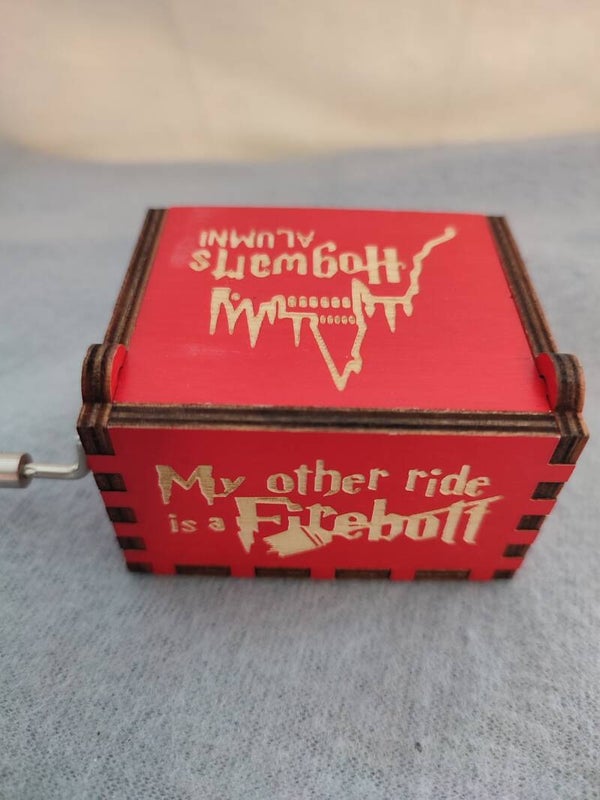 Hogwarts
ALUMNI
My other ride
is a Firebolt